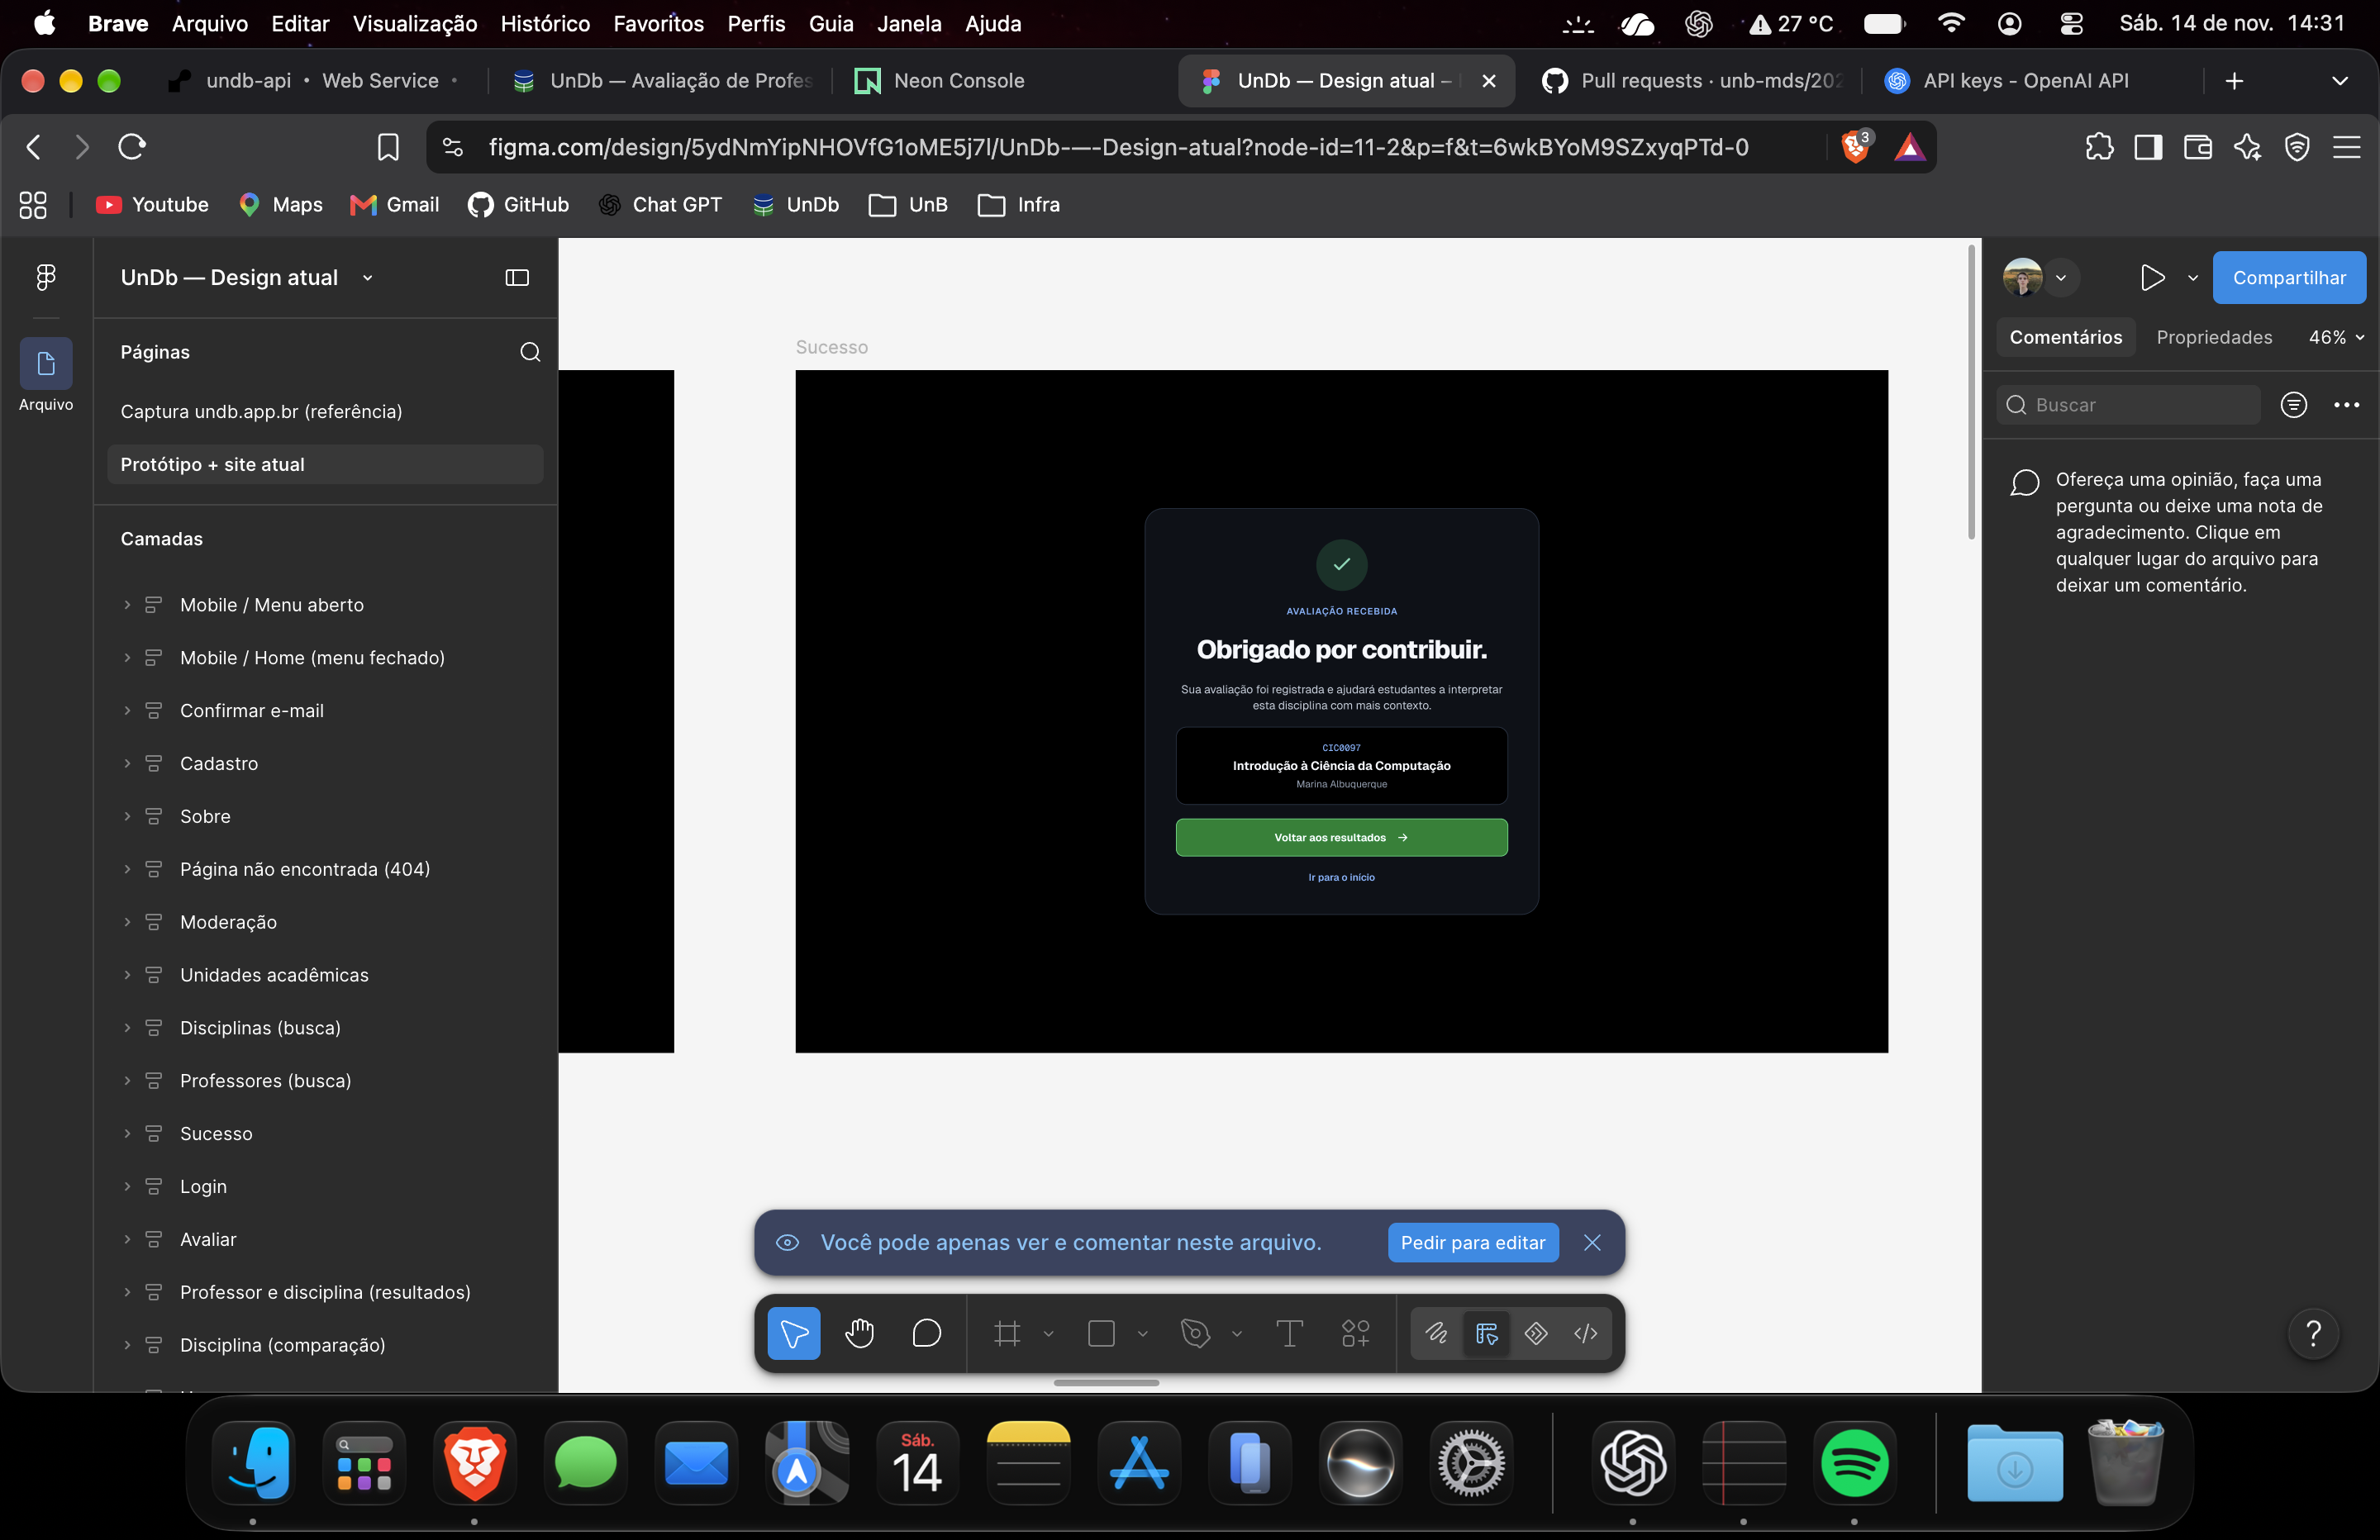 Brave Arquivo Editar Visualização Histórico Favoritos Perfis Guia Janela Ajuda 27 °C Sáb. 14 de nov. 14:31
undb-api • Web Service • UnDb — Avaliação de Profes Neon Console UnDb — Design atual – Pull requests · unb-mds/202 API keys - OpenAI API
figma.com/design/5ydNmYipNHOVfG1oME5j7l/UnDb-—-Design-atual?node-id=11-2&p=f&t=6wkBYoM9SZxyqPTd-0 3
Youtube Maps Gmail GitHub Chat GPT UnDb UnB Infra
Arquivo
UnDb — Design atual
Páginas
Captura undb.app.br (referência)
Protótipo + site atual
Camadas
Mobile / Menu aberto
Mobile / Home (menu fechado)
Confirmar e-mail
Cadastro
Sobre
Página não encontrada (404)
Moderação
Unidades acadêmicas
Disciplinas (busca)
Professores (busca)
Sucesso
Login
Avaliar
Professor e disciplina (resultados)
Disciplina (comparação)
Sucesso
AVALIAÇÃO RECEBIDA
Obrigado por contribuir.
Sua avaliação foi registrada e ajudará estudantes a interpretar
esta disciplina com mais contexto.
CIC0097
Introdução à Ciência da Computação
Marina Albuquerque
Voltar aos resultados →
Ir para o início
Você pode apenas ver e comentar neste arquivo. Pedir para editar
Compartilhar
Comentários Propriedades 46%
Buscar
Ofereça uma opinião, faça uma
pergunta ou deixe uma nota de
agradecimento. Clique em
qualquer lugar do arquivo para
deixar um comentário.
?
Sáb.
14